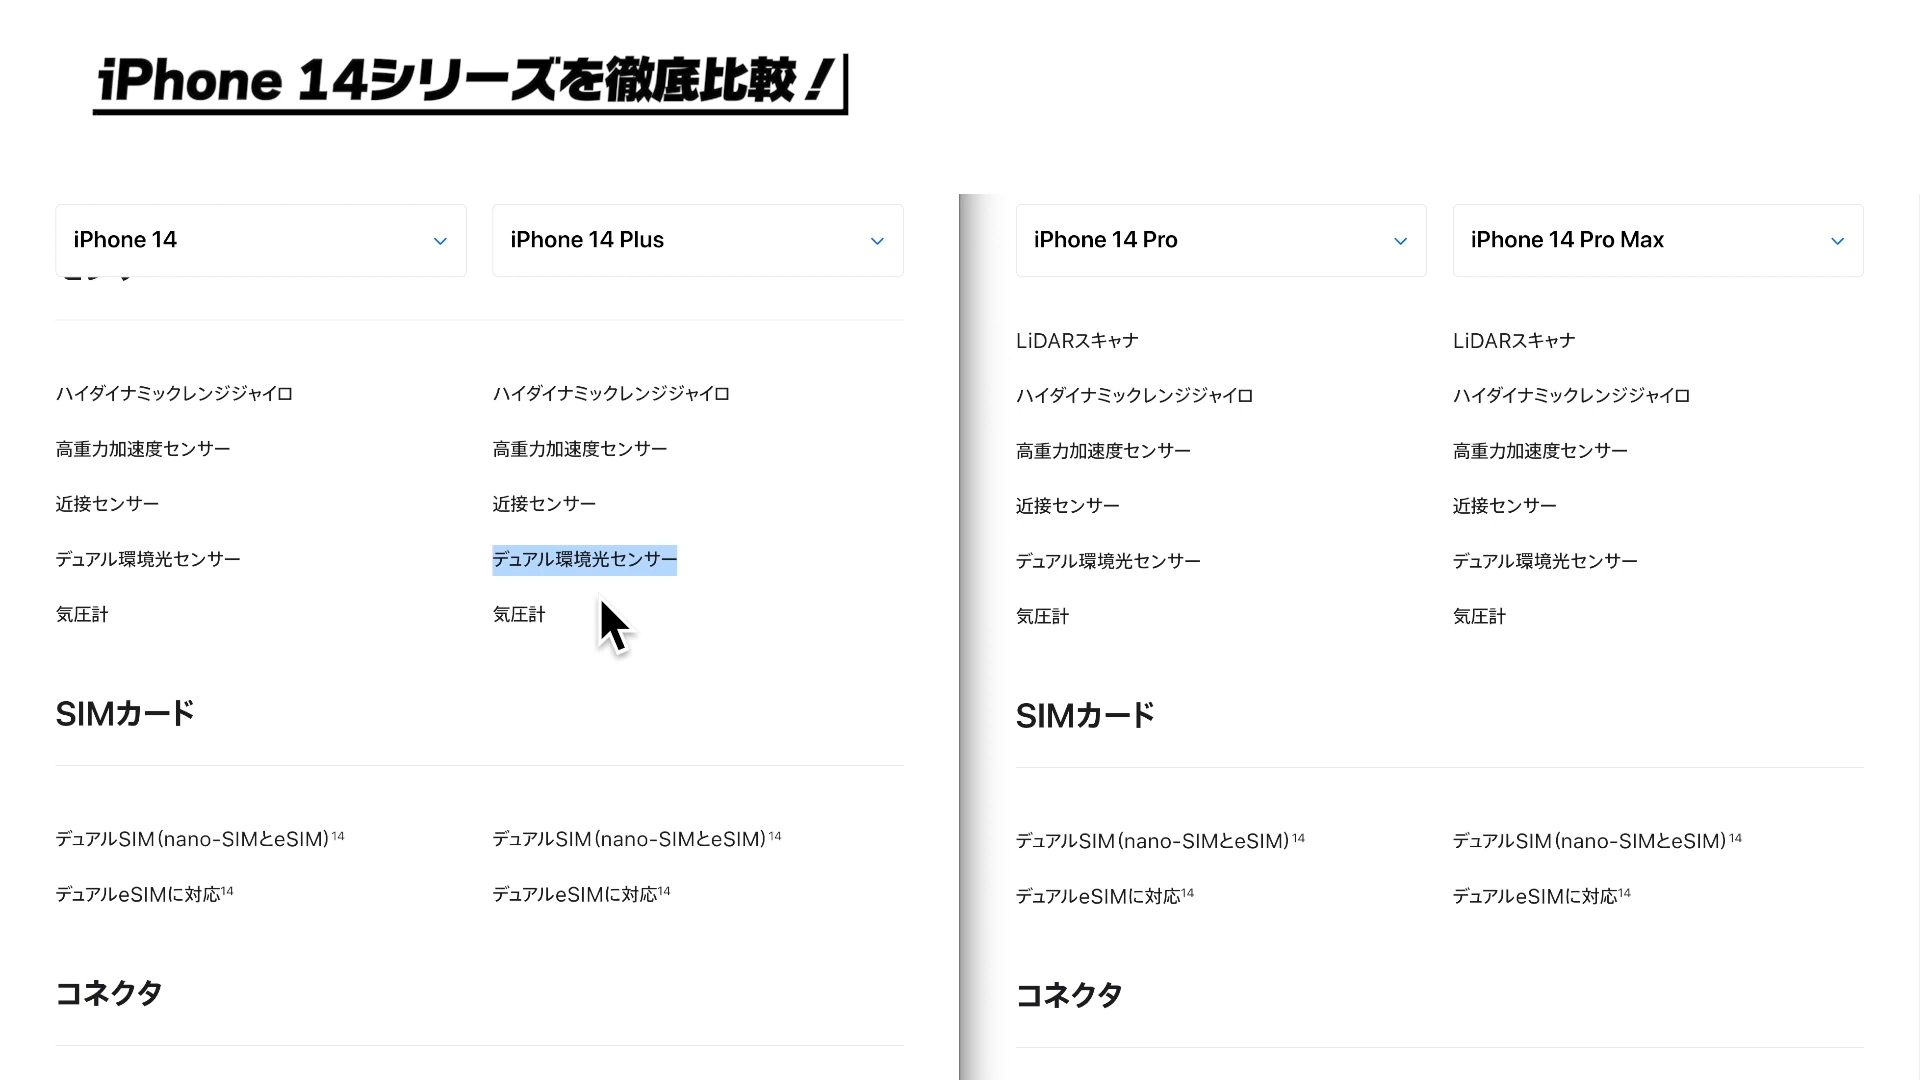 iPhone 14シリーズを徹底比較！
iPhone 14
iPhone 14 Plus
ハイダイナミックレンジジャイロ
ハイダイナミックレンジジャイロ
高重力加速度センサー
高重力加速度センサー
近接センサー
近接センサー
デュアル環境光センサー
デュアル環境光センサー
気圧計
気圧計
SIMカード
デュアルSIM（nano-SIMとeSIM）14
デュアルSIM（nano-SIMとeSIM）14
デュアルeSIMに対応14
デュアルeSIMに対応14
コネクタ
iPhone 14 Pro
iPhone 14 Pro Max
LiDARスキャナ
LiDARスキャナ
ハイダイナミックレンジジャイロ
ハイダイナミックレンジジャイロ
高重力加速度センサー
高重力加速度センサー
近接センサー
近接センサー
デュアル環境光センサー
デュアル環境光センサー
気圧計
気圧計
SIMカード
デュアルSIM（nano-SIMとeSIM）14
デュアルSIM（nano-SIMとeSIM）14
デュアルeSIMに対応14
デュアルeSIMに対応14
コネクタ